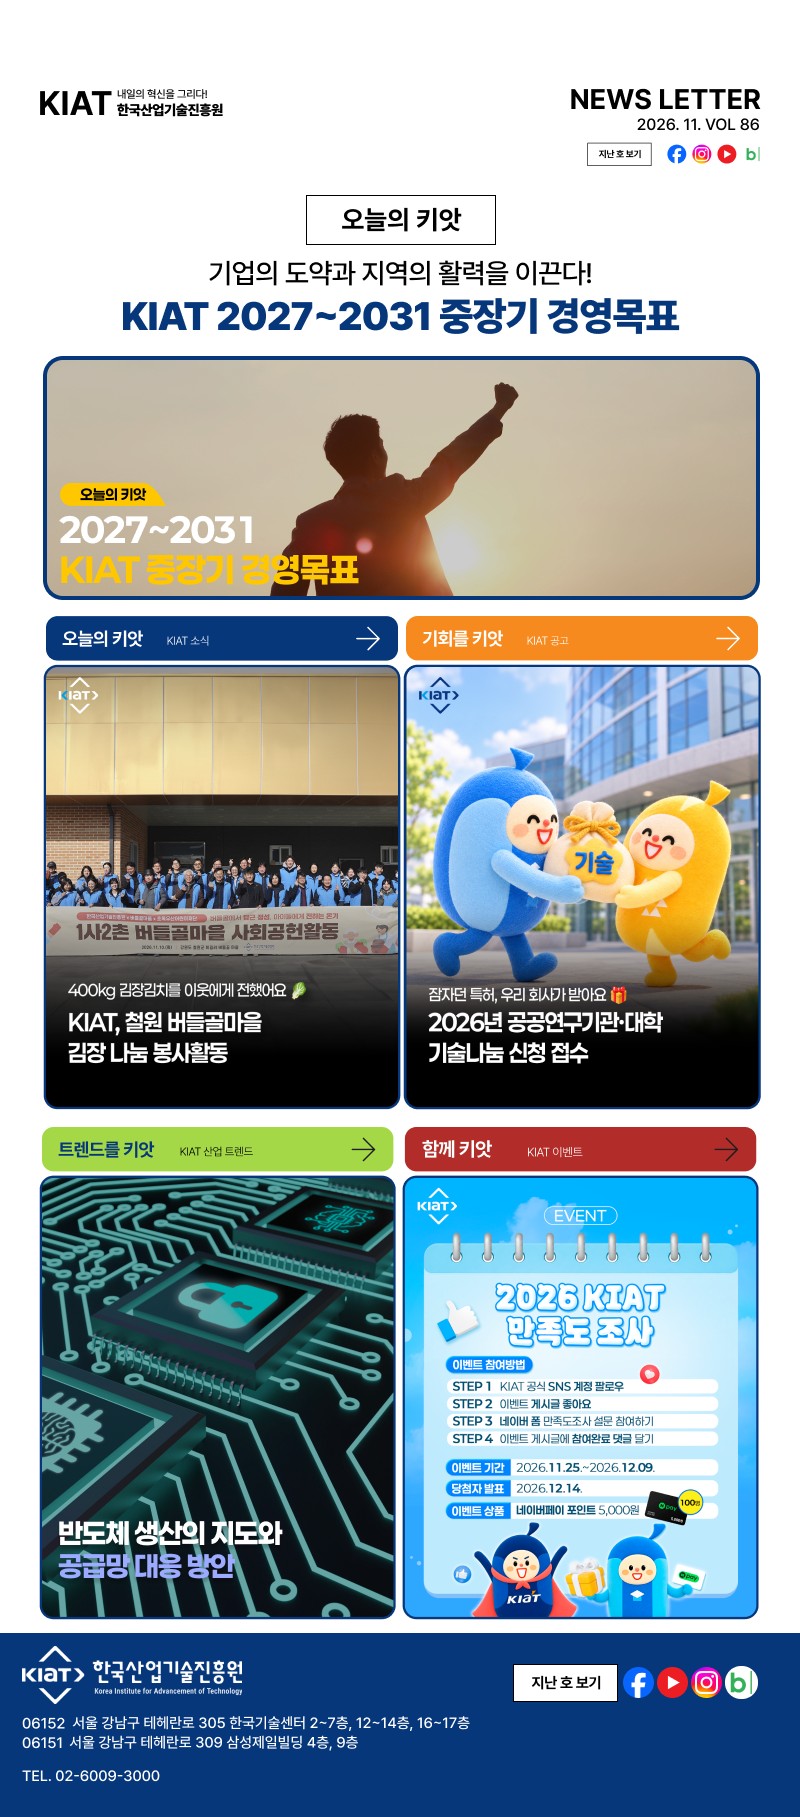 KIAT 내일의 혁신을 그리다!
한국산업기술진흥원
NEWS LETTER
2026. 11. VOL 86
지난 호 보기
b|
오늘의 키앗
기업의 도약과 지역의 활력을 이끈다!
KIAT 2027~2031 중장기 경영목표
오늘의 키앗
2027~2031
KIAT 중장기 경영목표
오늘의 키앗 KIAT 소식
기회를 키앗 KIAT 공고
KIAT
1사2촌 버들골마을 사회공헌활동
400kg 김장김치를 이웃에게 전했어요
KIAT, 철원 버들골마을
김장 나눔 봉사활동
KIAT
기술
잠자던 특허, 우리 회사가 받아요
2026년 공공연구기관·대학
기술나눔 신청 접수
트렌드를 키앗 KIAT 산업 트렌드
함께 키앗 KIAT 이벤트
반도체 생산의 지도와
공급망 대응 방안
KIAT
EVENT
2026 KIAT
만족도 조사
이벤트 참여방법
STEP 1 KIAT 공식 SNS 계정 팔로우
STEP 2 이벤트 게시글 좋아요
STEP 3 네이버 폼 만족도조사 설문 참여하기
STEP 4 이벤트 게시글에 참여완료 댓글 달기
이벤트 기간 2026.11.25.~2026.12.09.
당첨자 발표 2026.12.14.
이벤트 상품 네이버페이 포인트 5,000원
pay
100명
KIAT
pay
KIAT 한국산업기술진흥원
Korea Institute for Advancement of Technology
지난 호 보기
b|
06152 서울 강남구 테헤란로 305 한국기술센터 2~7층, 12~14층, 16~17층
06151 서울 강남구 테헤란로 309 삼성제일빌딩 4층, 9층
TEL. 02-6009-3000